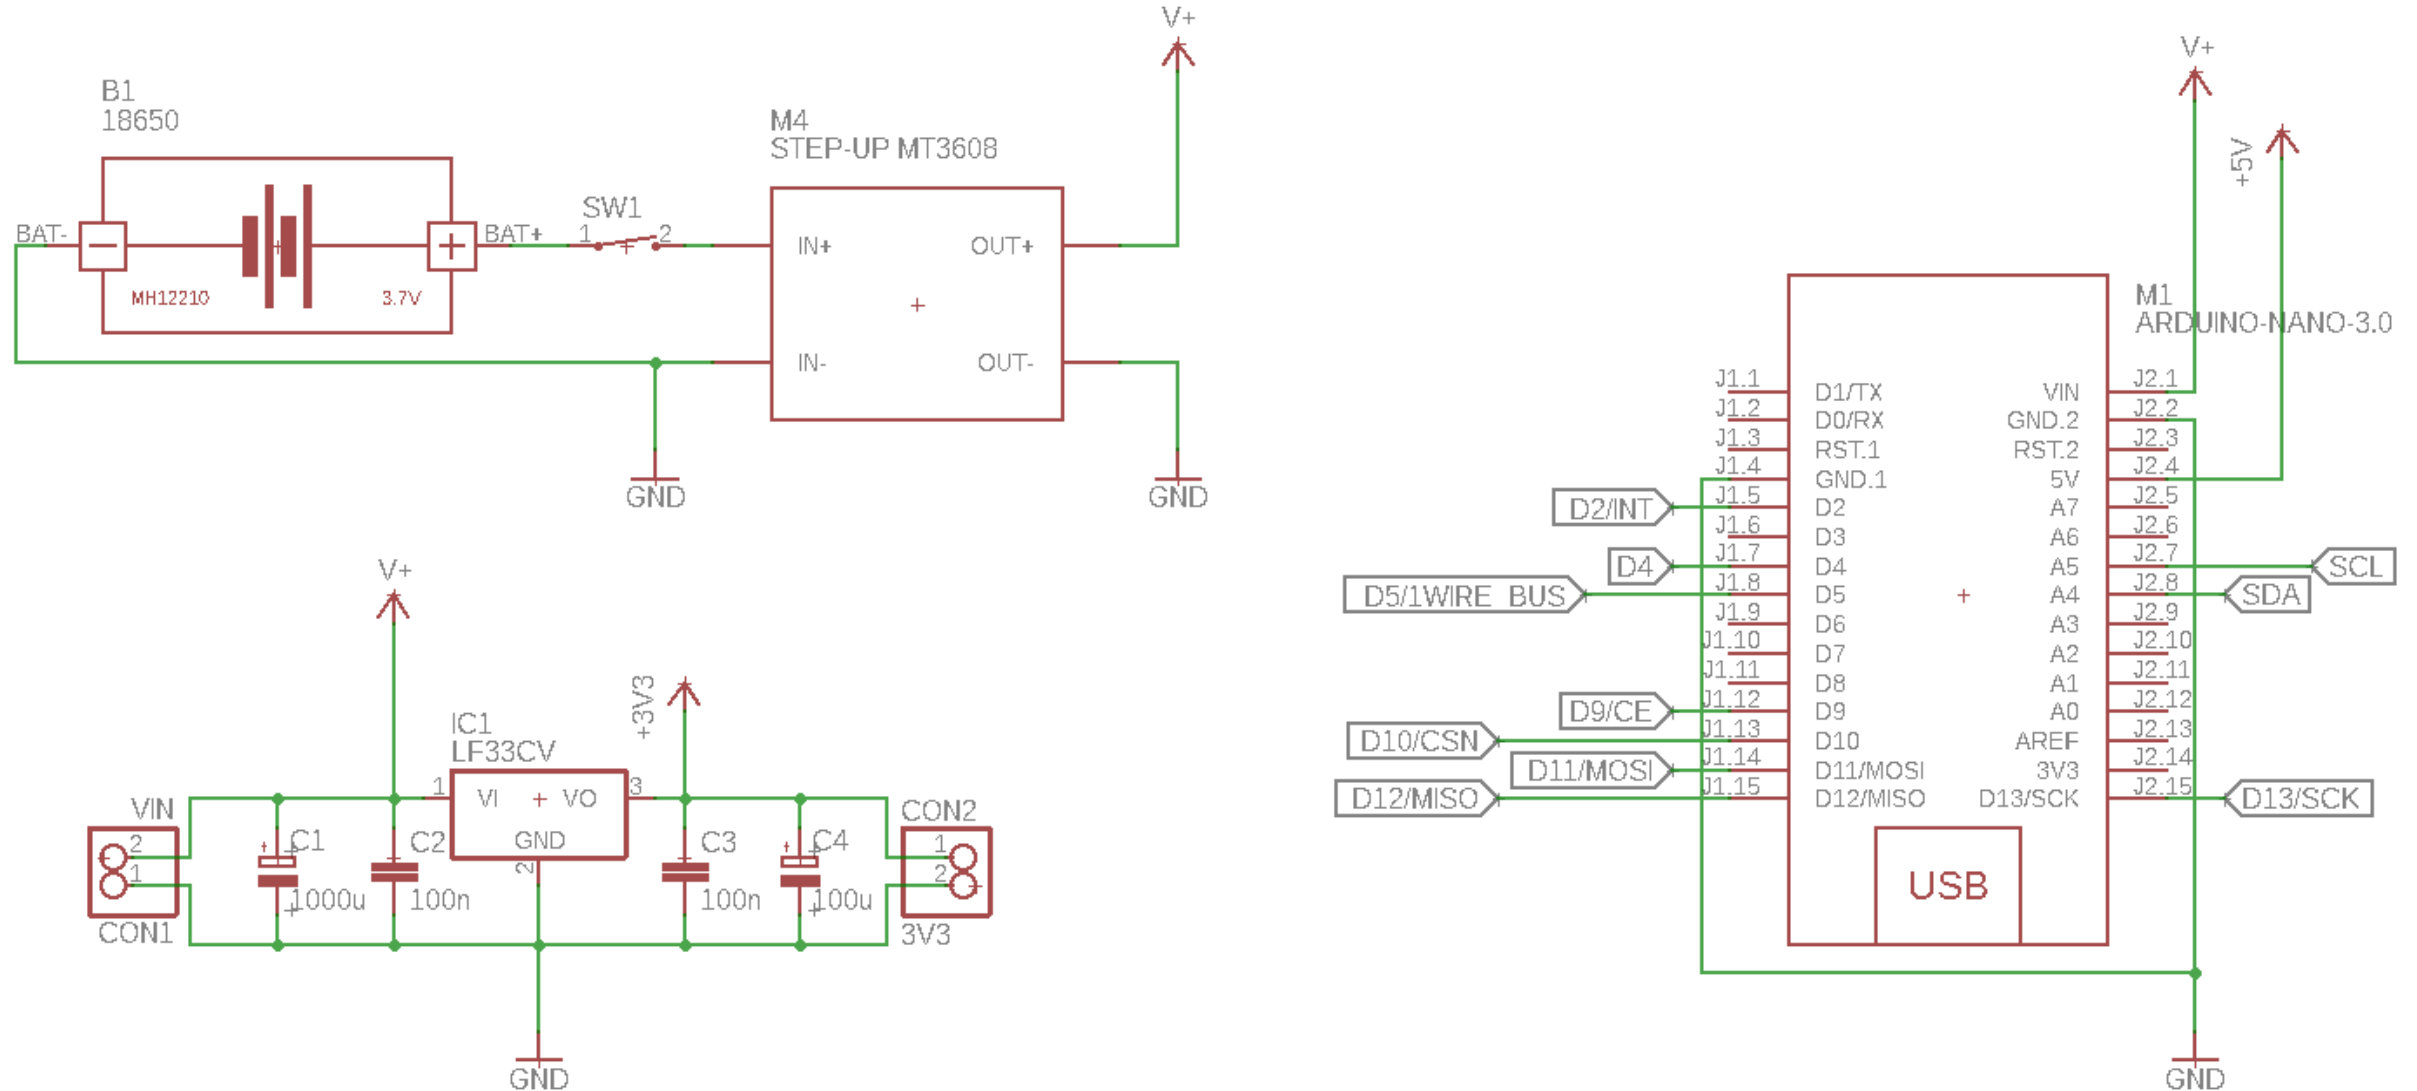 B1
18650
BAT-
BAT+
MH12210
3.7V
SW1
1
2
M4
STEP-UP MT3608
IN+
OUT+
IN-
OUT-
V+
GND
GND
V+
IC1
LF33CV
1
VI
VO
3
GND
2
+3V3
VIN
2
1
CON1
C1
1000u
C2
100n
C3
100n
C4
100u
CON2
1
2
3V3
GND
V+
+5V
M1
ARDUINO-NANO-3.0
J1.1 D1/TX VIN J2.1
J1.2 D0/RX GND.2 J2.2
J1.3 RST.1 RST.2 J2.3
J1.4 GND.1 5V J2.4
D2/INT J1.5 D2 A7 J2.5
J1.6 D3 A6 J2.6
D4 J1.7 D4 A5 J2.7 SCL
D5/1WIRE_BUS J1.8 D5 A4 J2.8 SDA
J1.9 D6 A3 J2.9
J1.10 D7 A2 J2.10
J1.11 D8 A1 J2.11
D9/CE J1.12 D9 A0 J2.12
D10/CSN J1.13 D10 AREF J2.13
D11/MOSI J1.14 D11/MOSI 3V3 J2.14
D12/MISO J1.15 D12/MISO D13/SCK J2.15 D13/SCK
USB
GND